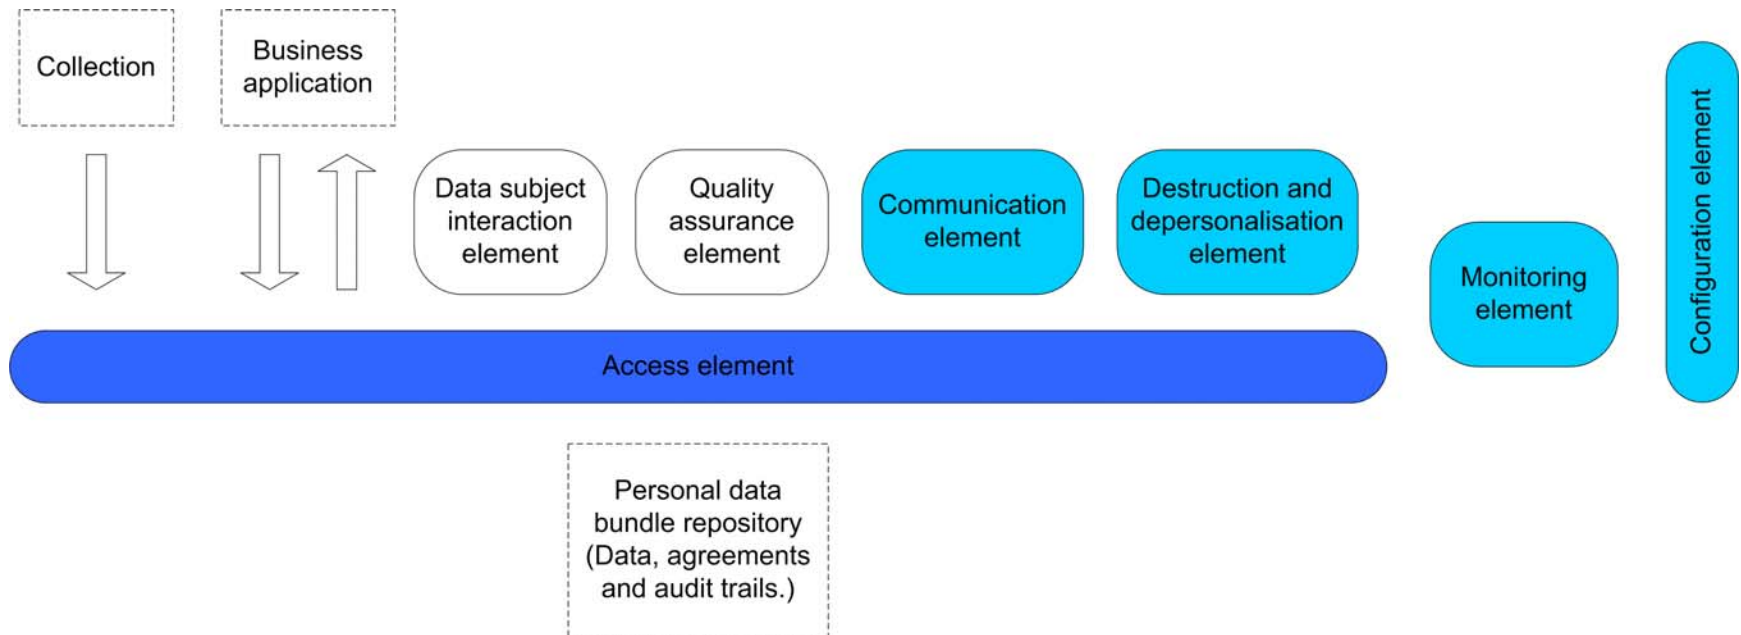 Collection
Business
application
Data subject
interaction
element
Quality
assurance
element
Communication
element
Destruction and
depersonalisation
element
Monitoring
element
Configuration element
Access element
Personal data
bundle repository
(Data, agreements
and audit trails.)